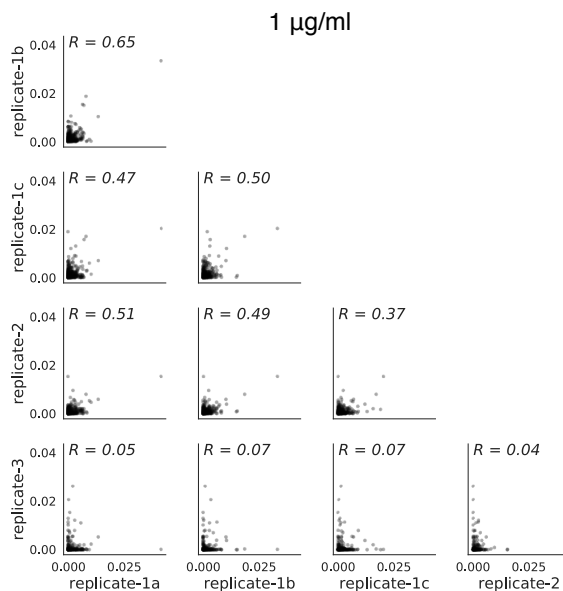 1 µg/ml
replicate-1b
0.04
0.02
0.00
R = 0.65
replicate-1c
0.04
0.02
0.00
R = 0.47
R = 0.50
replicate-2
0.04
0.02
0.00
R = 0.51
R = 0.49
R = 0.37
replicate-3
0.04
0.02
0.00
R = 0.05
R = 0.07
R = 0.07
R = 0.04
0.000 0.025 0.000 0.025 0.000 0.025 0.000 0.025
replicate-1a replicate-1b replicate-1c replicate-2